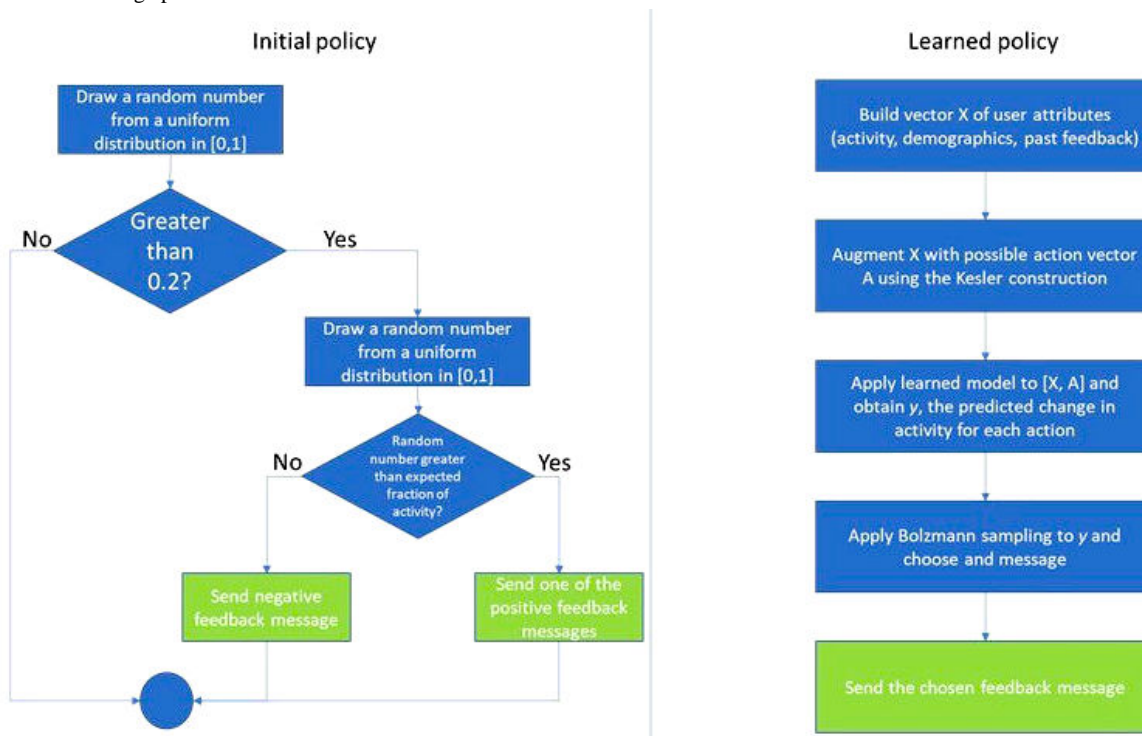 Initial policy
Draw a random number
from a uniform
distribution in [0,1]
Greater
than
0.2?
No
Yes
Draw a random number
from a uniform
distribution in [0,1]
Random
number greater
than expected
fraction of
activity?
No
Yes
Send negative
feedback message
Send one of the
positive feedback
messages
Learned policy
Build vector X of user attributes
(activity, demographics, past feedback)
Augment X with possible action vector
A using the Kesler construction
Apply learned model to [X, A] and
obtain y, the predicted change in
activity for each action
Apply Bolzmann sampling to y and
choose and message
Send the chosen feedback message